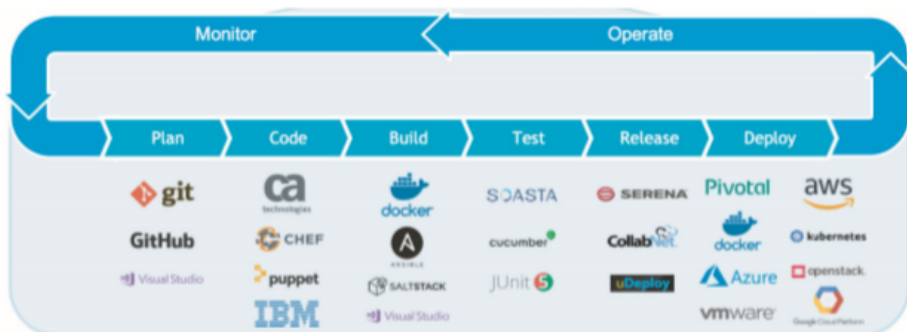 Monitor
Operate
Plan
Code
Build
Test
Release
Deploy
git
GitHub
Visual Studio
ca
technologies
CHEF
puppet
IBM
docker
A
ANSIBLE
SALTSTACK
Visual Studio
SOASTA
cucumber
JUnit 5
SERENA
CollabNet
uDeploy
Pivotal
docker
Azure
vmware
aws
kubernetes
openstack.
Google Cloud Platform